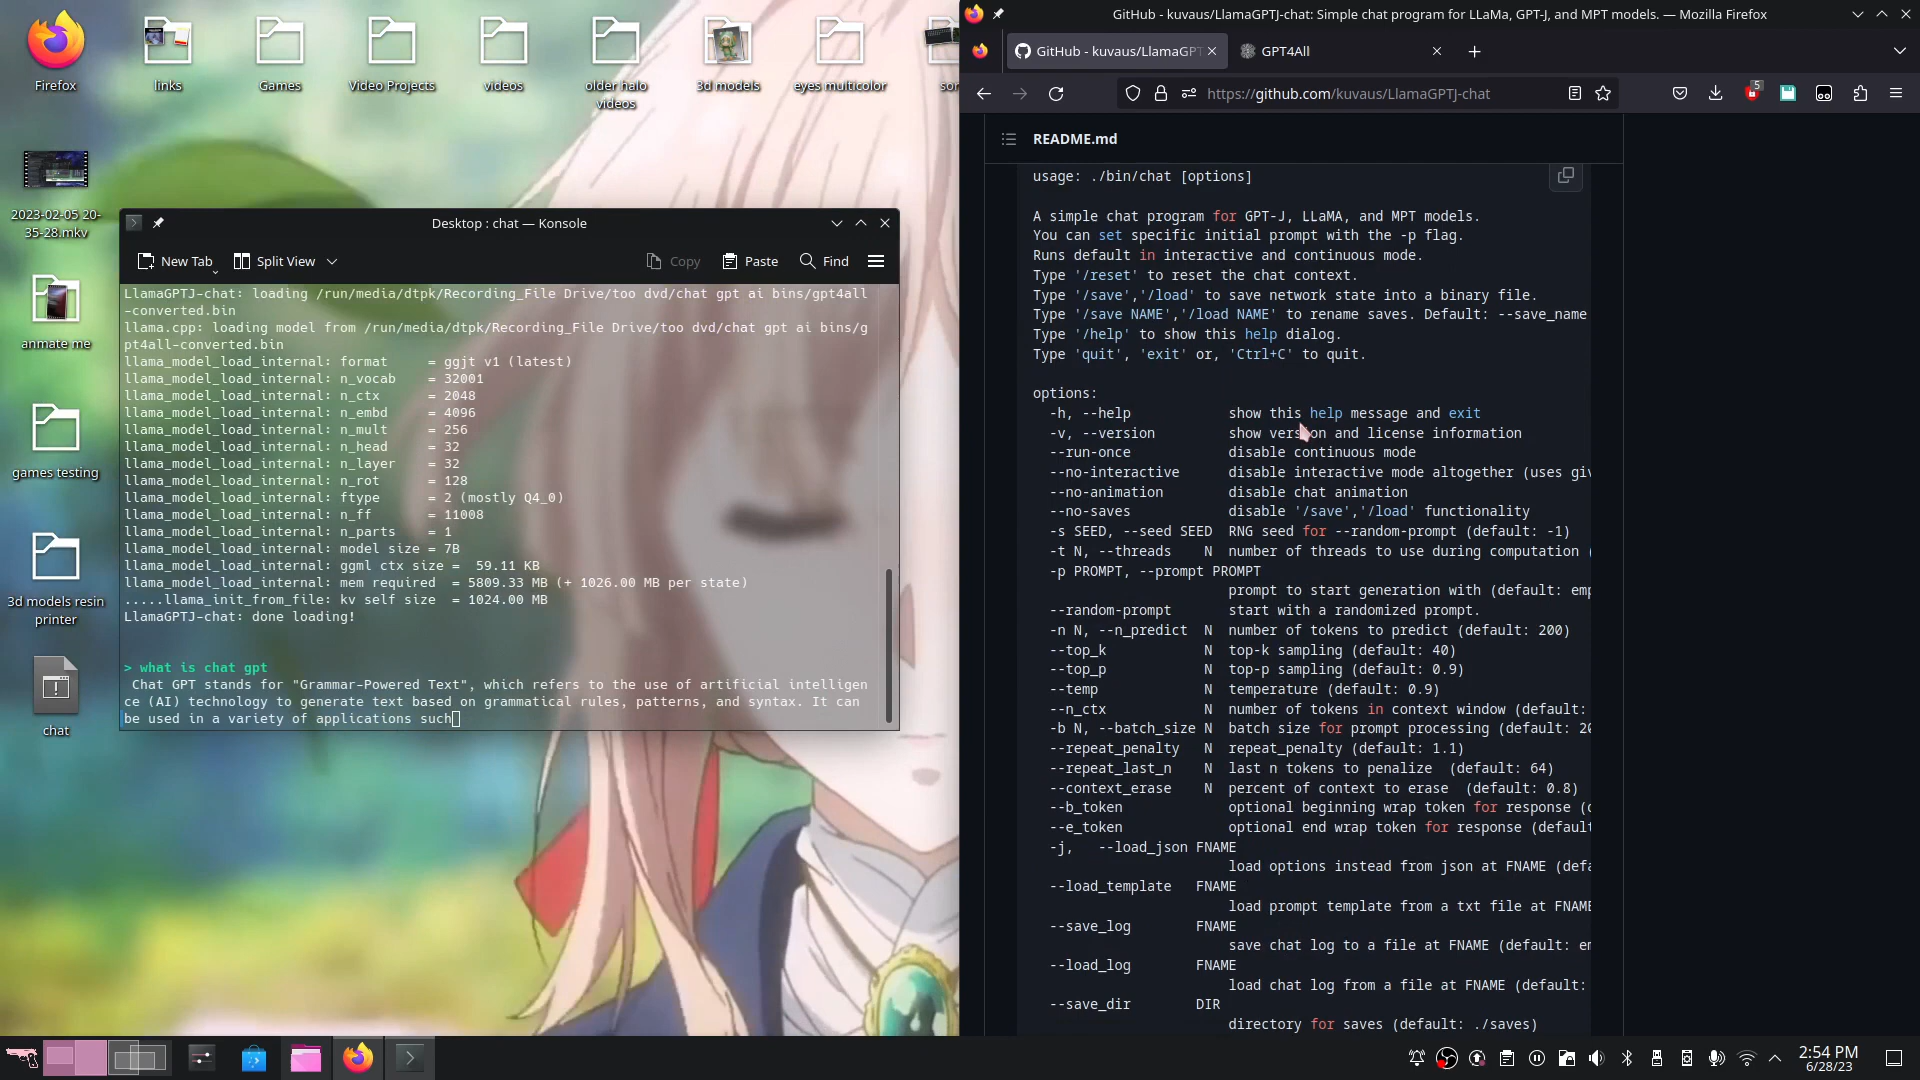 Firefox
links
Games
Video Projects
videos
older halo
videos
3d models
eyes multicolor
sor
2023-02-05 20-
35-28.mkv
anmate me
games testing
3d models resin
printer
chat
Desktop : chat — Konsole
New Tab
Split View
Copy
Paste
Find
LlamaGPTJ-chat: loading /run/media/dtpk/Recording_File Drive/too dvd/chat gpt ai bins/gpt4all
-converted.bin
llama.cpp: loading model from /run/media/dtpk/Recording_File Drive/too dvd/chat gpt ai bins/g
pt4all-converted.bin
llama_model_load_internal: format     = ggjt v1 (latest)
llama_model_load_internal: n_vocab    = 32001
llama_model_load_internal: n_ctx      = 2048
llama_model_load_internal: n_embd     = 4096
llama_model_load_internal: n_mult     = 256
llama_model_load_internal: n_head     = 32
llama_model_load_internal: n_layer    = 32
llama_model_load_internal: n_rot      = 128
llama_model_load_internal: ftype      = 2 (mostly Q4_0)
llama_model_load_internal: n_ff       = 11008
llama_model_load_internal: n_parts    = 1
llama_model_load_internal: model size = 7B
llama_model_load_internal: ggml ctx size =  59.11 KB
llama_model_load_internal: mem required  = 5809.33 MB (+ 1026.00 MB per state)
.....llama_init_from_file: kv self size  = 1024.00 MB
LlamaGPTJ-chat: done loading!
> what is chat gpt
Chat GPT stands for "Grammar-Powered Text", which refers to the use of artificial intelligen
ce (AI) technology to generate text based on grammatical rules, patterns, and syntax. It can
be used in a variety of applications such
GitHub - kuvaus/LlamaGPTJ-chat: Simple chat program for LLaMa, GPT-J, and MPT models. — Mozilla Firefox
GitHub - kuvaus/LlamaGPT
GPT4All
https://github.com/kuvaus/LlamaGPTJ-chat
5
README.md
usage: ./bin/chat [options]
A simple chat program for GPT-J, LLaMA, and MPT models.
You can set specific initial prompt with the -p flag.
Runs default in interactive and continuous mode.
Type '/reset' to reset the chat context.
Type '/save','/load' to save network state into a binary file.
Type '/save NAME','/load NAME' to rename saves. Default: --save_name
Type '/help' to show this help dialog.
Type 'quit', 'exit' or, 'Ctrl+C' to quit.
options:
-h, --help            show this help message and exit
-v, --version         show version and license information
--run-once            disable continuous mode
--no-interactive      disable interactive mode altogether (uses giv
--no-animation        disable chat animation
--no-saves            disable '/save','/load' functionality
-s SEED, --seed SEED  RNG seed for --random-prompt (default: -1)
-t N, --threads    N  number of threads to use during computation (
-p PROMPT, --prompt PROMPT
prompt to start generation with (default: emp
--random-prompt       start with a randomized prompt.
-n N, --n_predict  N  number of tokens to predict (default: 200)
--top_k            N  top-k sampling (default: 40)
--top_p            N  top-p sampling (default: 0.9)
--temp             N  temperature (default: 0.9)
--n_ctx            N  number of tokens in context window (default:
-b N, --batch_size N  batch size for prompt processing (default: 20
--repeat_penalty   N  repeat_penalty (default: 1.1)
--repeat_last_n    N  last n tokens to penalize  (default: 64)
--context_erase    N  percent of context to erase  (default: 0.8)
--b_token             optional beginning wrap token for response (d
--e_token             optional end wrap token for response (default
-j,   --load_json FNAME
load options instead from json at FNAME (defa
--load_template   FNAME
load prompt template from a txt file at FNAME
--save_log        FNAME
save chat log to a file at FNAME (default: em
--load_log        FNAME
load chat log from a file at FNAME (default:
--save_dir        DIR
directory for saves (default: ./saves)
2:54 PM
6/28/23